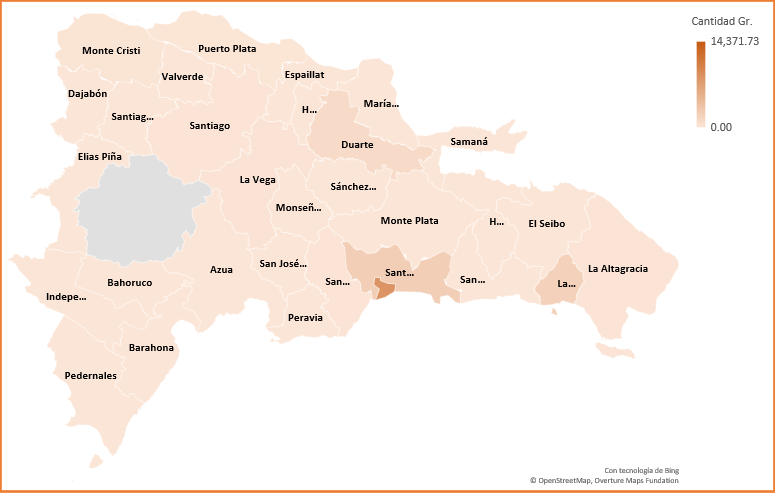 Cantidad Gr.
14,371.73
0.00
Monte Cristi
Puerto Plata
Valverde
Espaillat
Dajabón
H...
María...
Santiag...
Santiago
Duarte
Samaná
Elias Piña
La Vega
Sánchez...
Monseñ...
Monte Plata
H...
El Seibo
Azua
San José...
Sant...
La Altagracia
Bahoruco
San...
San...
La...
Indepe...
Peravia
Barahona
Pedernales
Con tecnología de Bing
© OpenStreetMap, Overture Maps Fundation